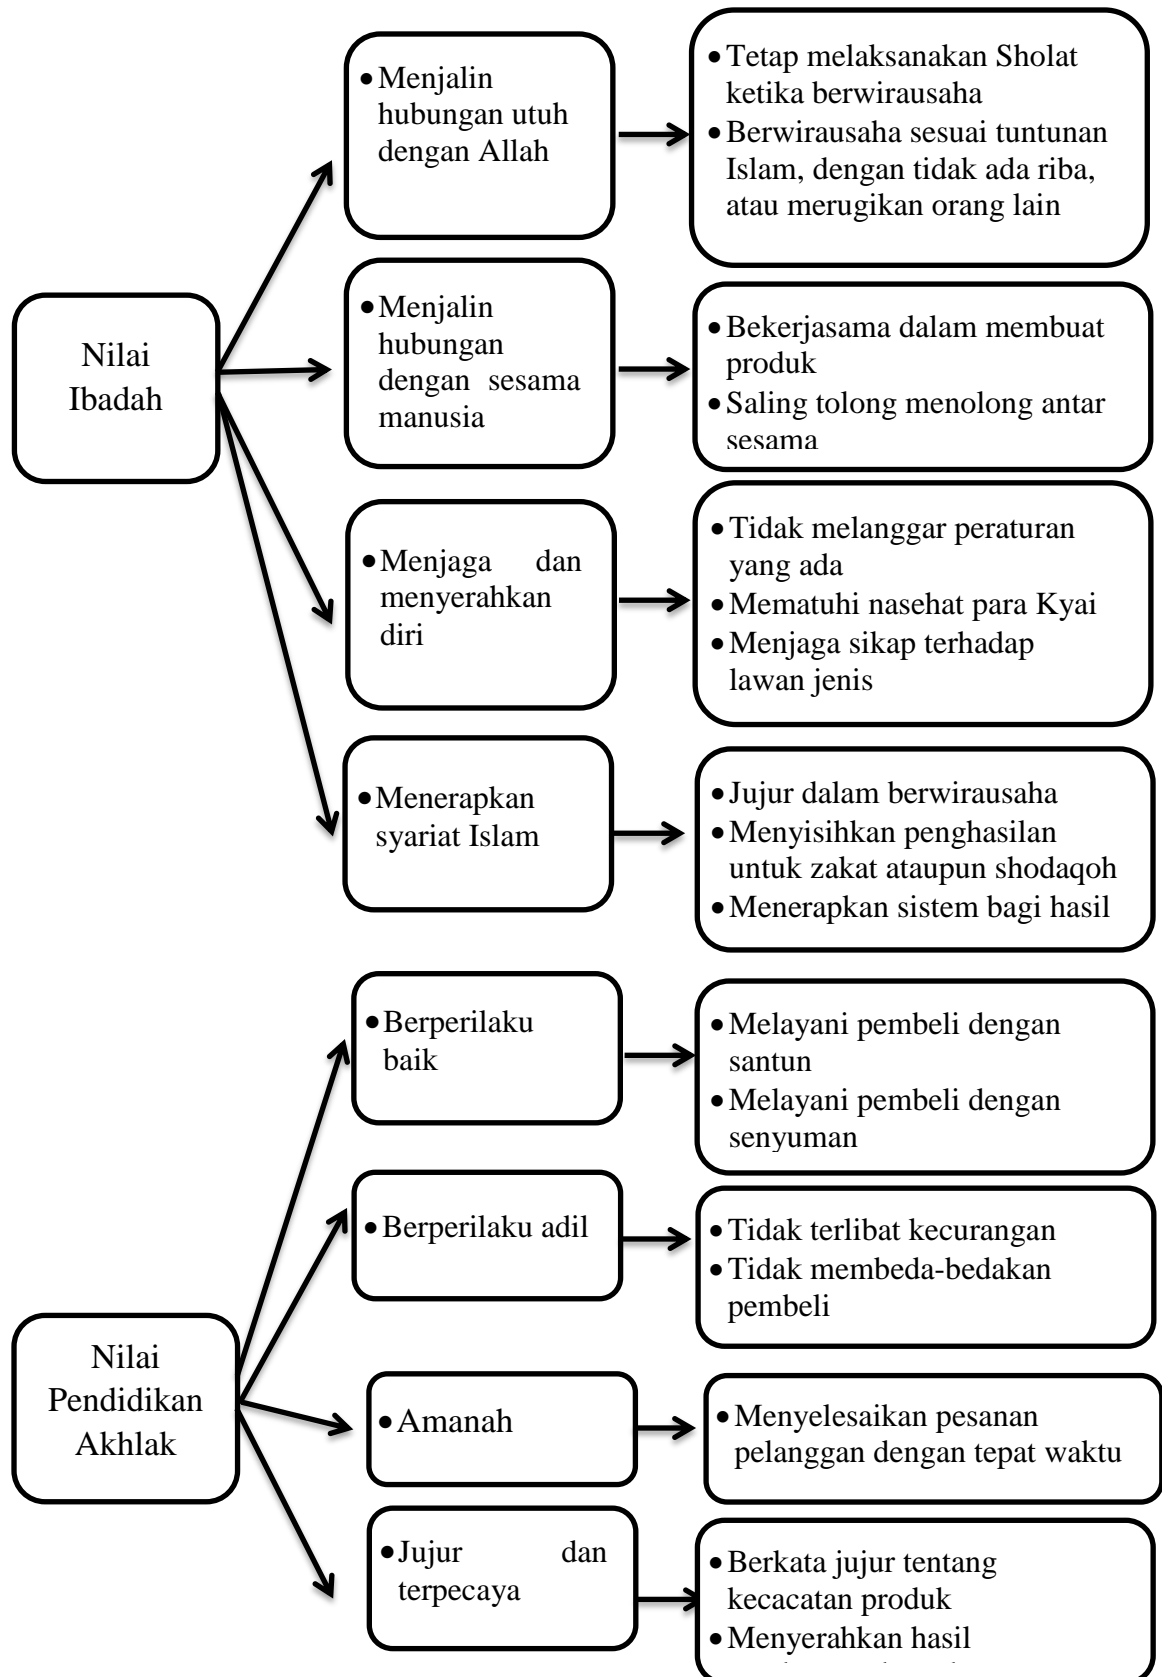 Nilai
Ibadah
• Menjalin
hubungan utuh
dengan Allah
• Tetap melaksanakan Sholat
ketika berwirausaha
• Berwirausaha sesuai tuntunan
Islam, dengan tidak ada riba,
atau merugikan orang lain
• Menjalin
hubungan
dengan sesama
manusia
• Bekerjasama dalam membuat
produk
• Saling tolong menolong antar
sesama
• Menjaga dan
menyerahkan
diri
• Tidak melanggar peraturan
yang ada
• Mematuhi nasehat para Kyai
• Menjaga sikap terhadap
lawan jenis
• Menerapkan
syariat Islam
• Jujur dalam berwirausaha
• Menyisihkan penghasilan
untuk zakat ataupun shodaqoh
• Menerapkan sistem bagi hasil
Nilai
Pendidikan
Akhlak
• Berperilaku
baik
• Melayani pembeli dengan
santun
• Melayani pembeli dengan
senyuman
• Berperilaku adil
• Tidak terlibat kecurangan
• Tidak membeda-bedakan
pembeli
• Amanah
• Menyelesaikan pesanan
pelanggan dengan tepat waktu
• Jujur dan
terpecaya
• Berkata jujur tentang
kecacatan produk
• Menyerahkan hasil